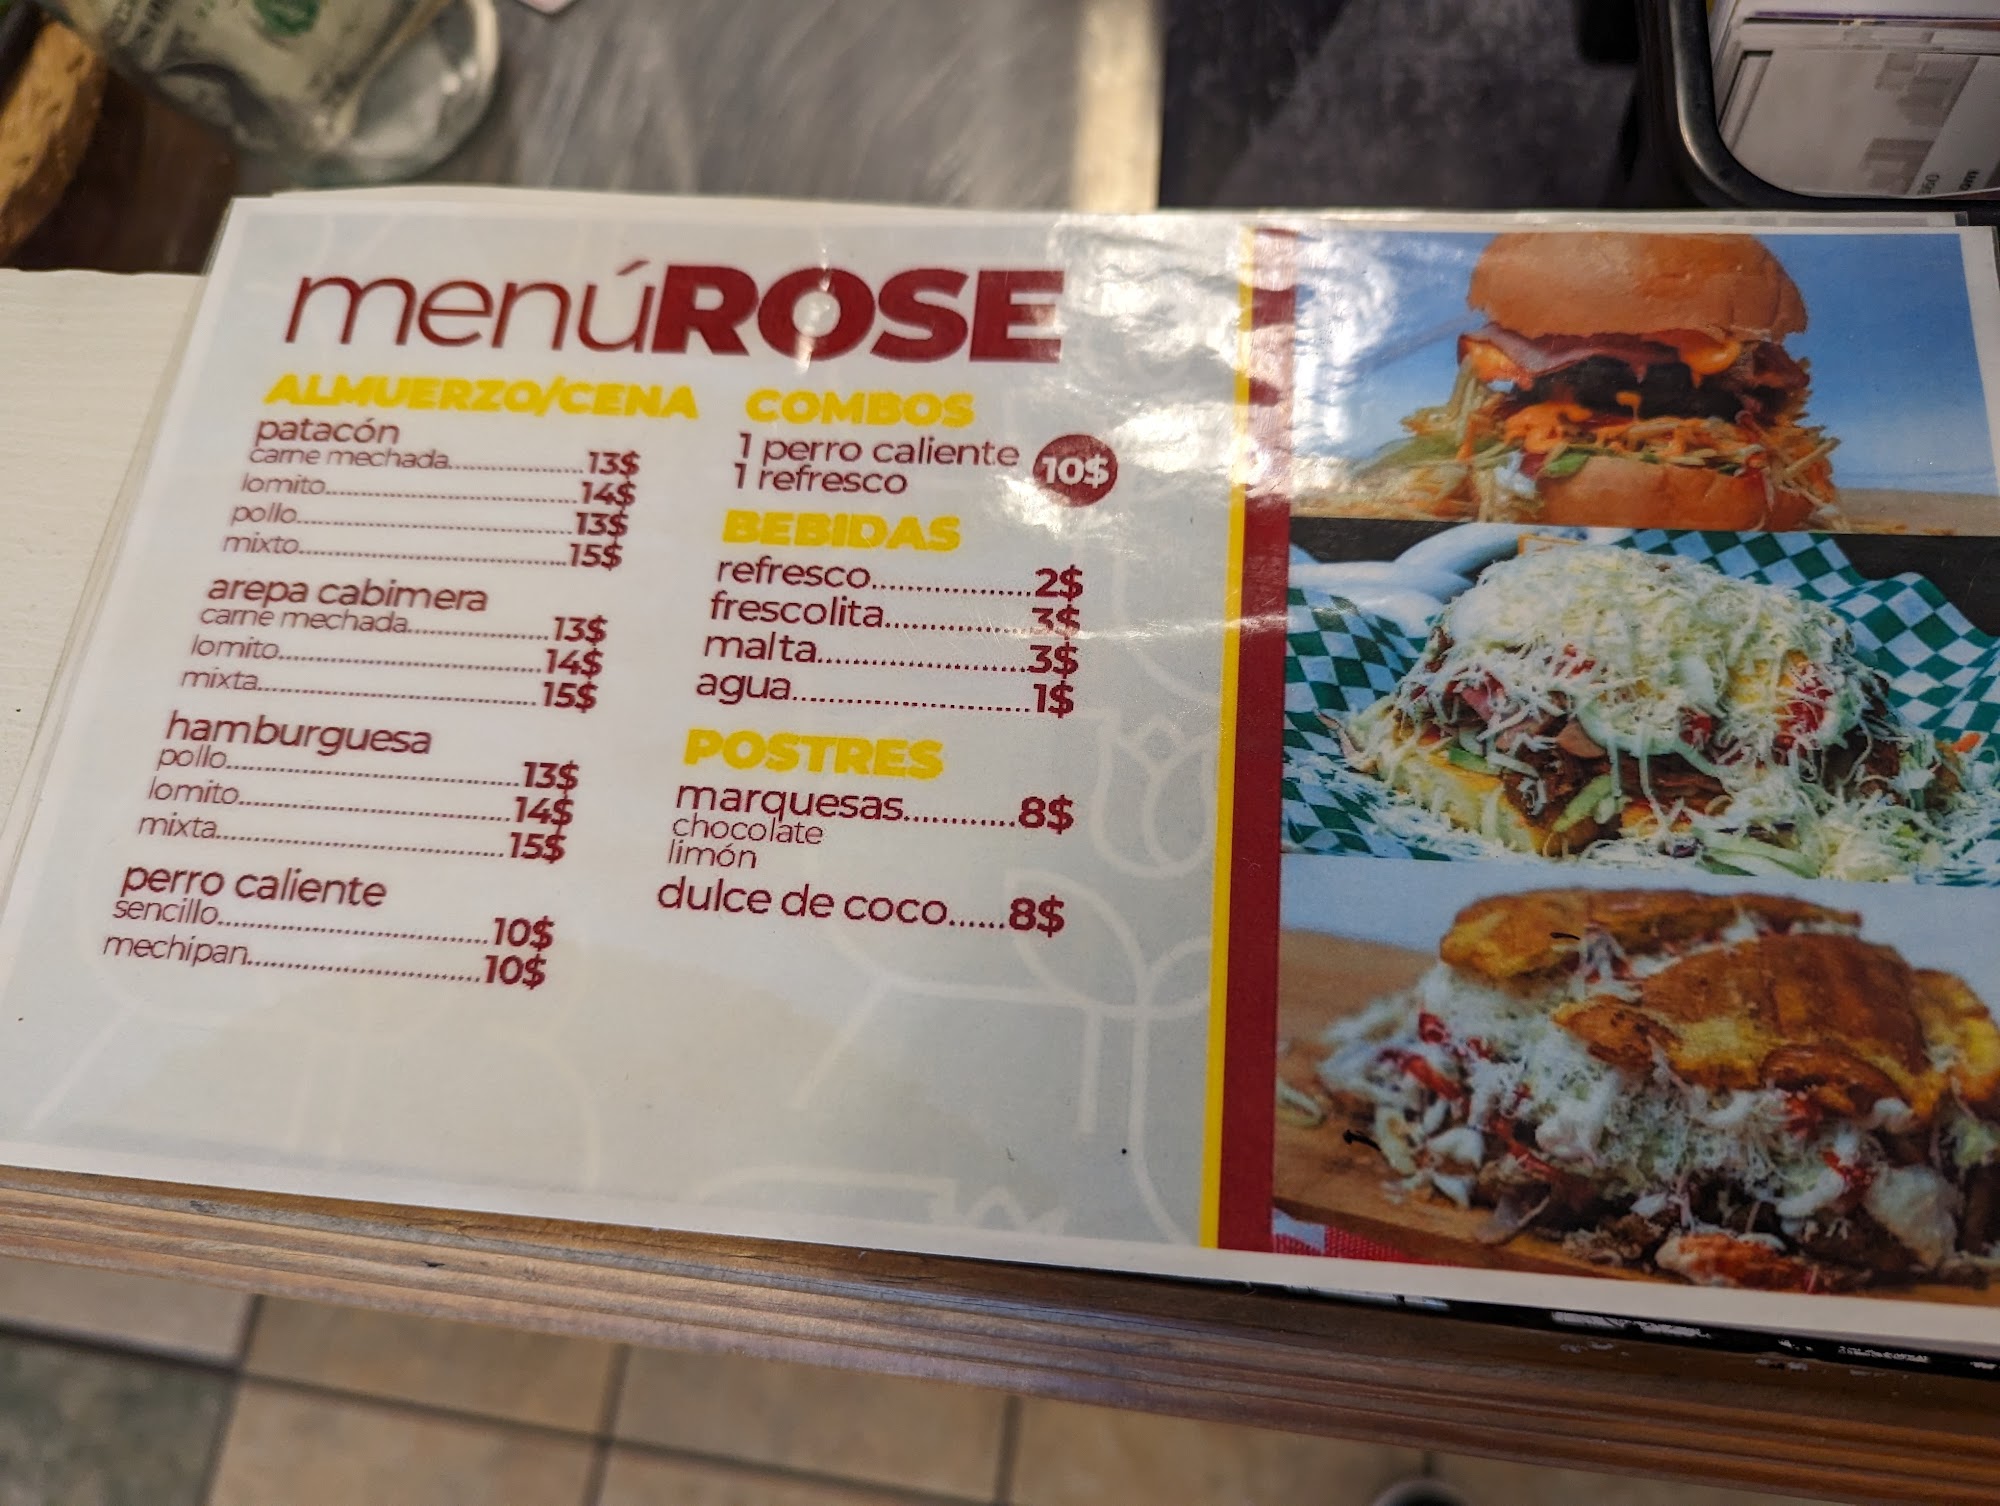 menúROSE
ALMUERZO/CENA
patacón
carne mechada....................13$
lomito......................................14$
pollo..........................................13$
mixto........................................15$
arepa cabimera
carne mechada....................13$
lomito......................................14$
mixta........................................15$
hamburguesa
pollo..........................................13$
lomito......................................14$
mixta........................................15$
perro caliente
sencillo....................................10$
mechipan...............................10$
COMBOS
1 perro caliente
1 refresco
10$
BEBIDAS
refresco....................2$
frescolita..................3$
malta..........................3$
agua.............................1$
POSTRES
marquesas............8$
chocolate
limón
dulce de coco......8$